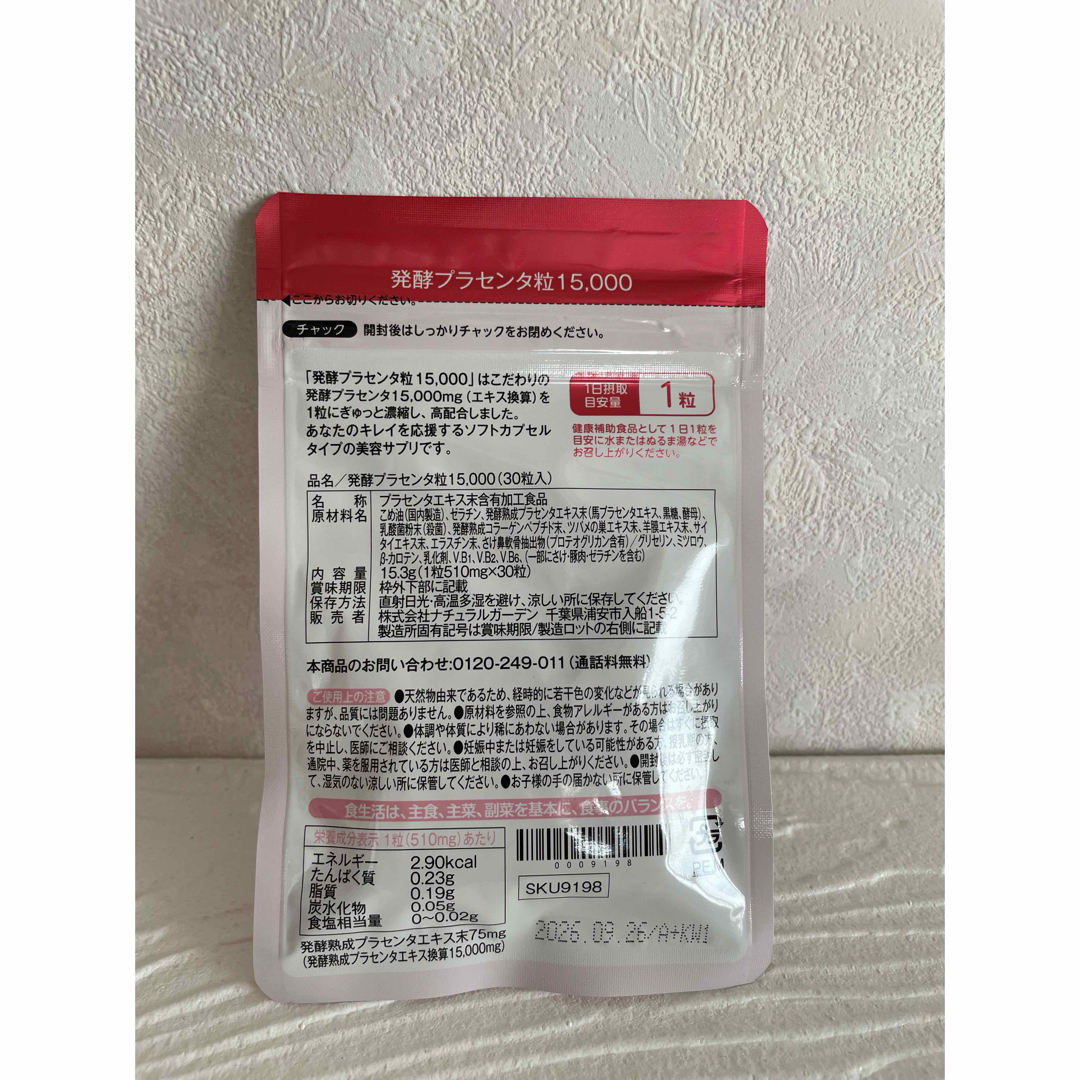 発酵プラセンタ粒15,000
◀ここからお切りください。
チャック 開封後はしっかりチャックをお閉めください。
「発酵プラセンタ粒15,000」はこだわりの
発酵プラセンタ15,000mg（エキス換算）を
1粒にぎゅっと濃縮し、高配合しました。
あなたのキレイを応援するソフトカプセル
タイプの美容サプリです。
1日摂取
目安量
1粒
健康補助食品として1日1粒を
目安に水またはぬるま湯などで
お召し上がりください。
品名／発酵プラセンタ粒15,000（30粒入）
名称 プラセンタエキス末含有加工食品
原材料名 こめ油（国内製造）、ゼラチン、発酵熟成プラセンタエキス末（馬プラセンタエキス、黒糖、酵母）、
乳酸菌粉末（殺菌）、発酵熟成コラーゲンペプチド末、ツバメの巣エキス末、羊膜エキス末、サイ
タイエキス末、エラスチン末、さけ鼻軟骨抽出物（プロテオグリカン含有）／グリセリン、ミツロウ、
β-カロテン、乳化剤、V.B1、V.B2、V.B6、（一部にさけ・豚肉・ゼラチンを含む）
内容量 15.3g（1粒510mg×30粒）
賞味期限 枠外下部に記載
保存方法 直射日光・高温多湿を避け、涼しい所に保存してください。
販売者 株式会社ナチュラルガーデン 千葉県浦安市入船1-5-2
製造所固有記号は賞味期限/製造ロットの右側に記載
本商品のお問い合わせ:0120-249-011（通話料無料）
ご使用上の注意 ●天然物由来であるため、経時的に若干色の変化などが見られる場合があり
ますが、品質には問題ありません。●原材料を参照の上、食物アレルギーがある方はお召し上がり
にならないでください。●体調や体質により稀にあわない場合があります。その場合はすぐに摂取
を中止し、医師にご相談ください。●妊娠中または妊娠をしている可能性がある方、授乳期の方、
通院中、薬を服用されている方は医師と相談の上、お召し上がりください。●開封後は必ず密封し
て、湿気のない涼しい所に保管してください。●お子様の手の届かない所に保管してください。
食生活は、主食、主菜、副菜を基本に、食事のバランスを。
栄養成分表示 1粒（510mg）あたり
エネルギー 2.90kcal
たんぱく質 0.23g
脂質 0.19g
炭水化物 0.05g
食塩相当量 0〜0.02g
発酵熟成プラセンタエキス末75mg
（発酵熟成プラセンタエキス換算15,000mg）
0009198
SKU9198
プラ
2026.09.26/A+KW1